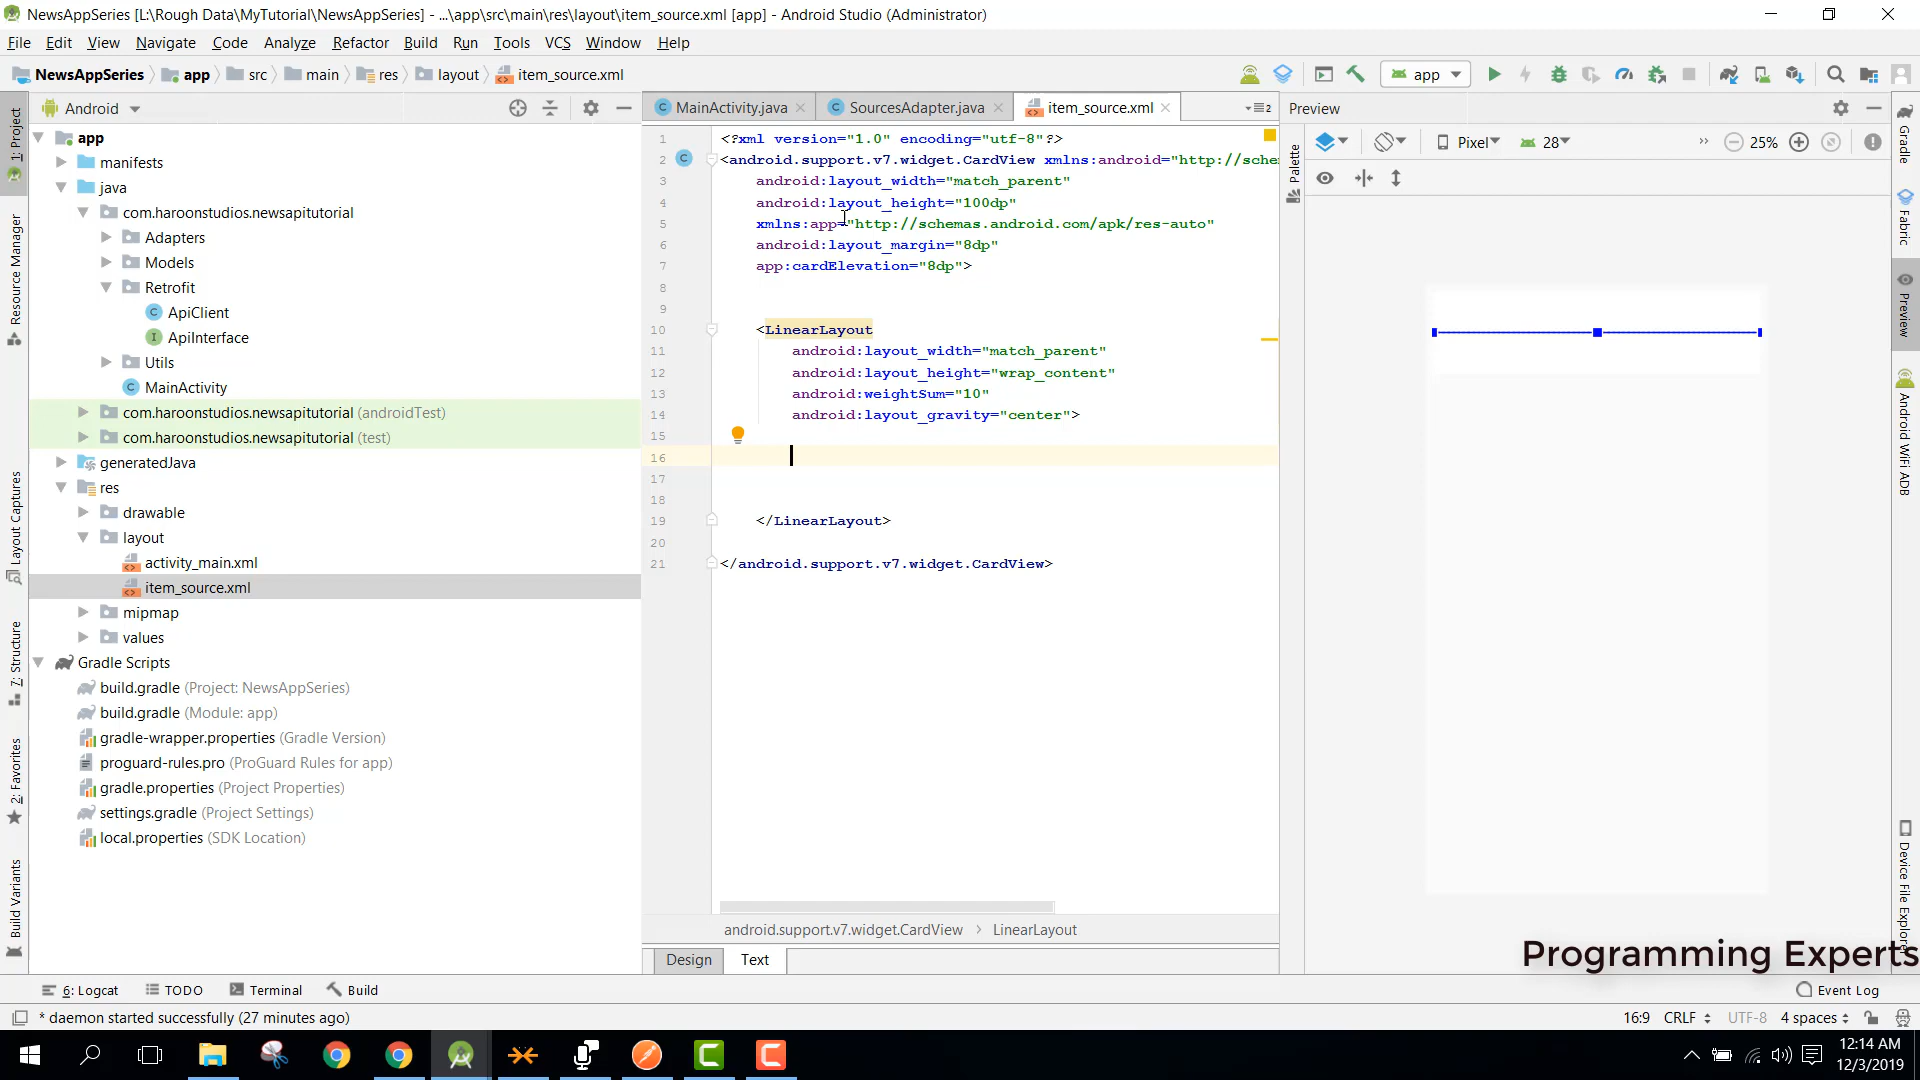 NewsAppSeries [L:\Rough Data\MyTutorial\NewsAppSeries] - ...\app\src\main\res\layout\item_source.xml [app] - Android Studio (Administrator)
File Edit View Navigate Code Analyze Refactor Build Run Tools VCS Window Help
NewsAppSeries app src main res layout item_source.xml app
Android
MainActivity.java SourcesAdapter.java item_source.xml 2
Preview
Pixel 28 25%
1: Project
Resource Manager
Layout Captures
7: Structure
2: Favorites
Build Variants
app
manifests
java
com.haroonstudios.newsapitutorial
Adapters
Models
Retrofit
ApiClient
ApiInterface
Utils
MainActivity
com.haroonstudios.newsapitutorial (androidTest)
com.haroonstudios.newsapitutorial (test)
generatedJava
res
drawable
layout
activity_main.xml
item_source.xml
mipmap
values
Gradle Scripts
build.gradle (Project: NewsAppSeries)
build.gradle (Module: app)
gradle-wrapper.properties (Gradle Version)
proguard-rules.pro (ProGuard Rules for app)
gradle.properties (Project Properties)
settings.gradle (Project Settings)
local.properties (SDK Location)
1 <?xml version="1.0" encoding="utf-8"?>
2 <android.support.v7.widget.CardView xmlns:android="http://sche
3 android:layout_width="match_parent"
4 android:layout_height="100dp"
5 xmlns:app="http://schemas.android.com/apk/res-auto"
6 android:layout_margin="8dp"
7 app:cardElevation="8dp">
8
9
10 <LinearLayout
11 android:layout_width="match_parent"
12 android:layout_height="wrap_content"
13 android:weightSum="10"
14 android:layout_gravity="center">
15
16
17
18
19 </LinearLayout>
20
21 </android.support.v7.widget.CardView>
android.support.v7.widget.CardView LinearLayout
Design Text
Palette
Gradle
Fabric
Preview
Android WiFi ADB
Device File Explorer
Programming Experts
6: Logcat TODO Terminal Build Event Log
* daemon started successfully (27 minutes ago) 16:9 CRLF UTF-8 4 spaces
12:14 AM
12/3/2019